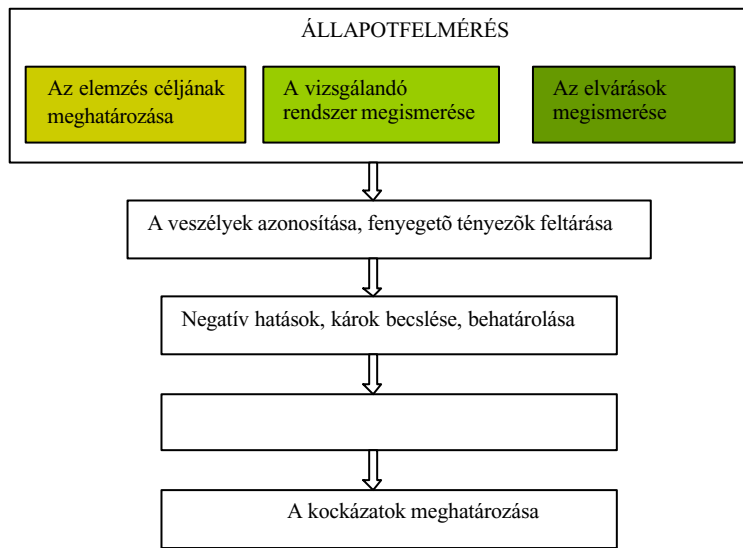 ÁLLAPOTFELMÉRÉS
Az elemzés céljának
meghatározása
A vizsgálandó
rendszer megismerése
Az elvárások
megismerése
A veszélyek azonosítása, fenyegetõ tényezõk feltárása
Negatív hatások, károk becslése, behatárolása
A kockázatok meghatározása